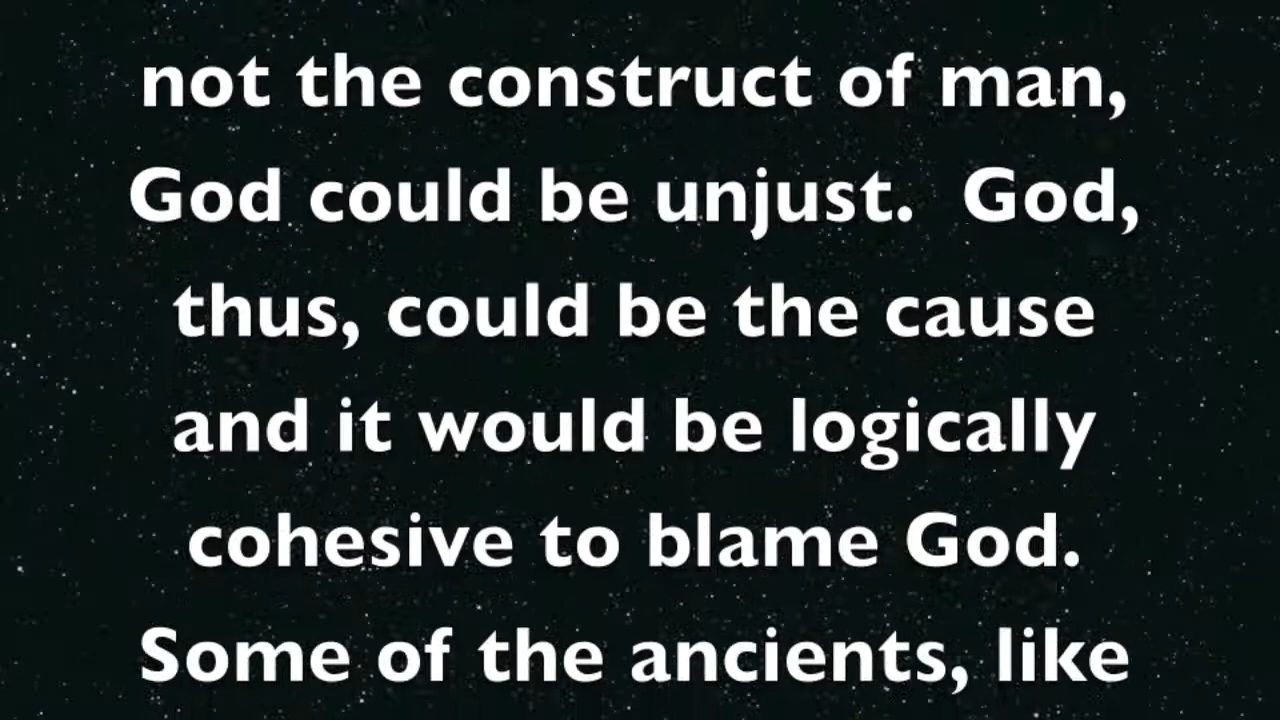 not the construct of man,
God could be unjust.  God,
thus, could be the cause
and it would be logically
cohesive to blame God.
Some of the ancients, like